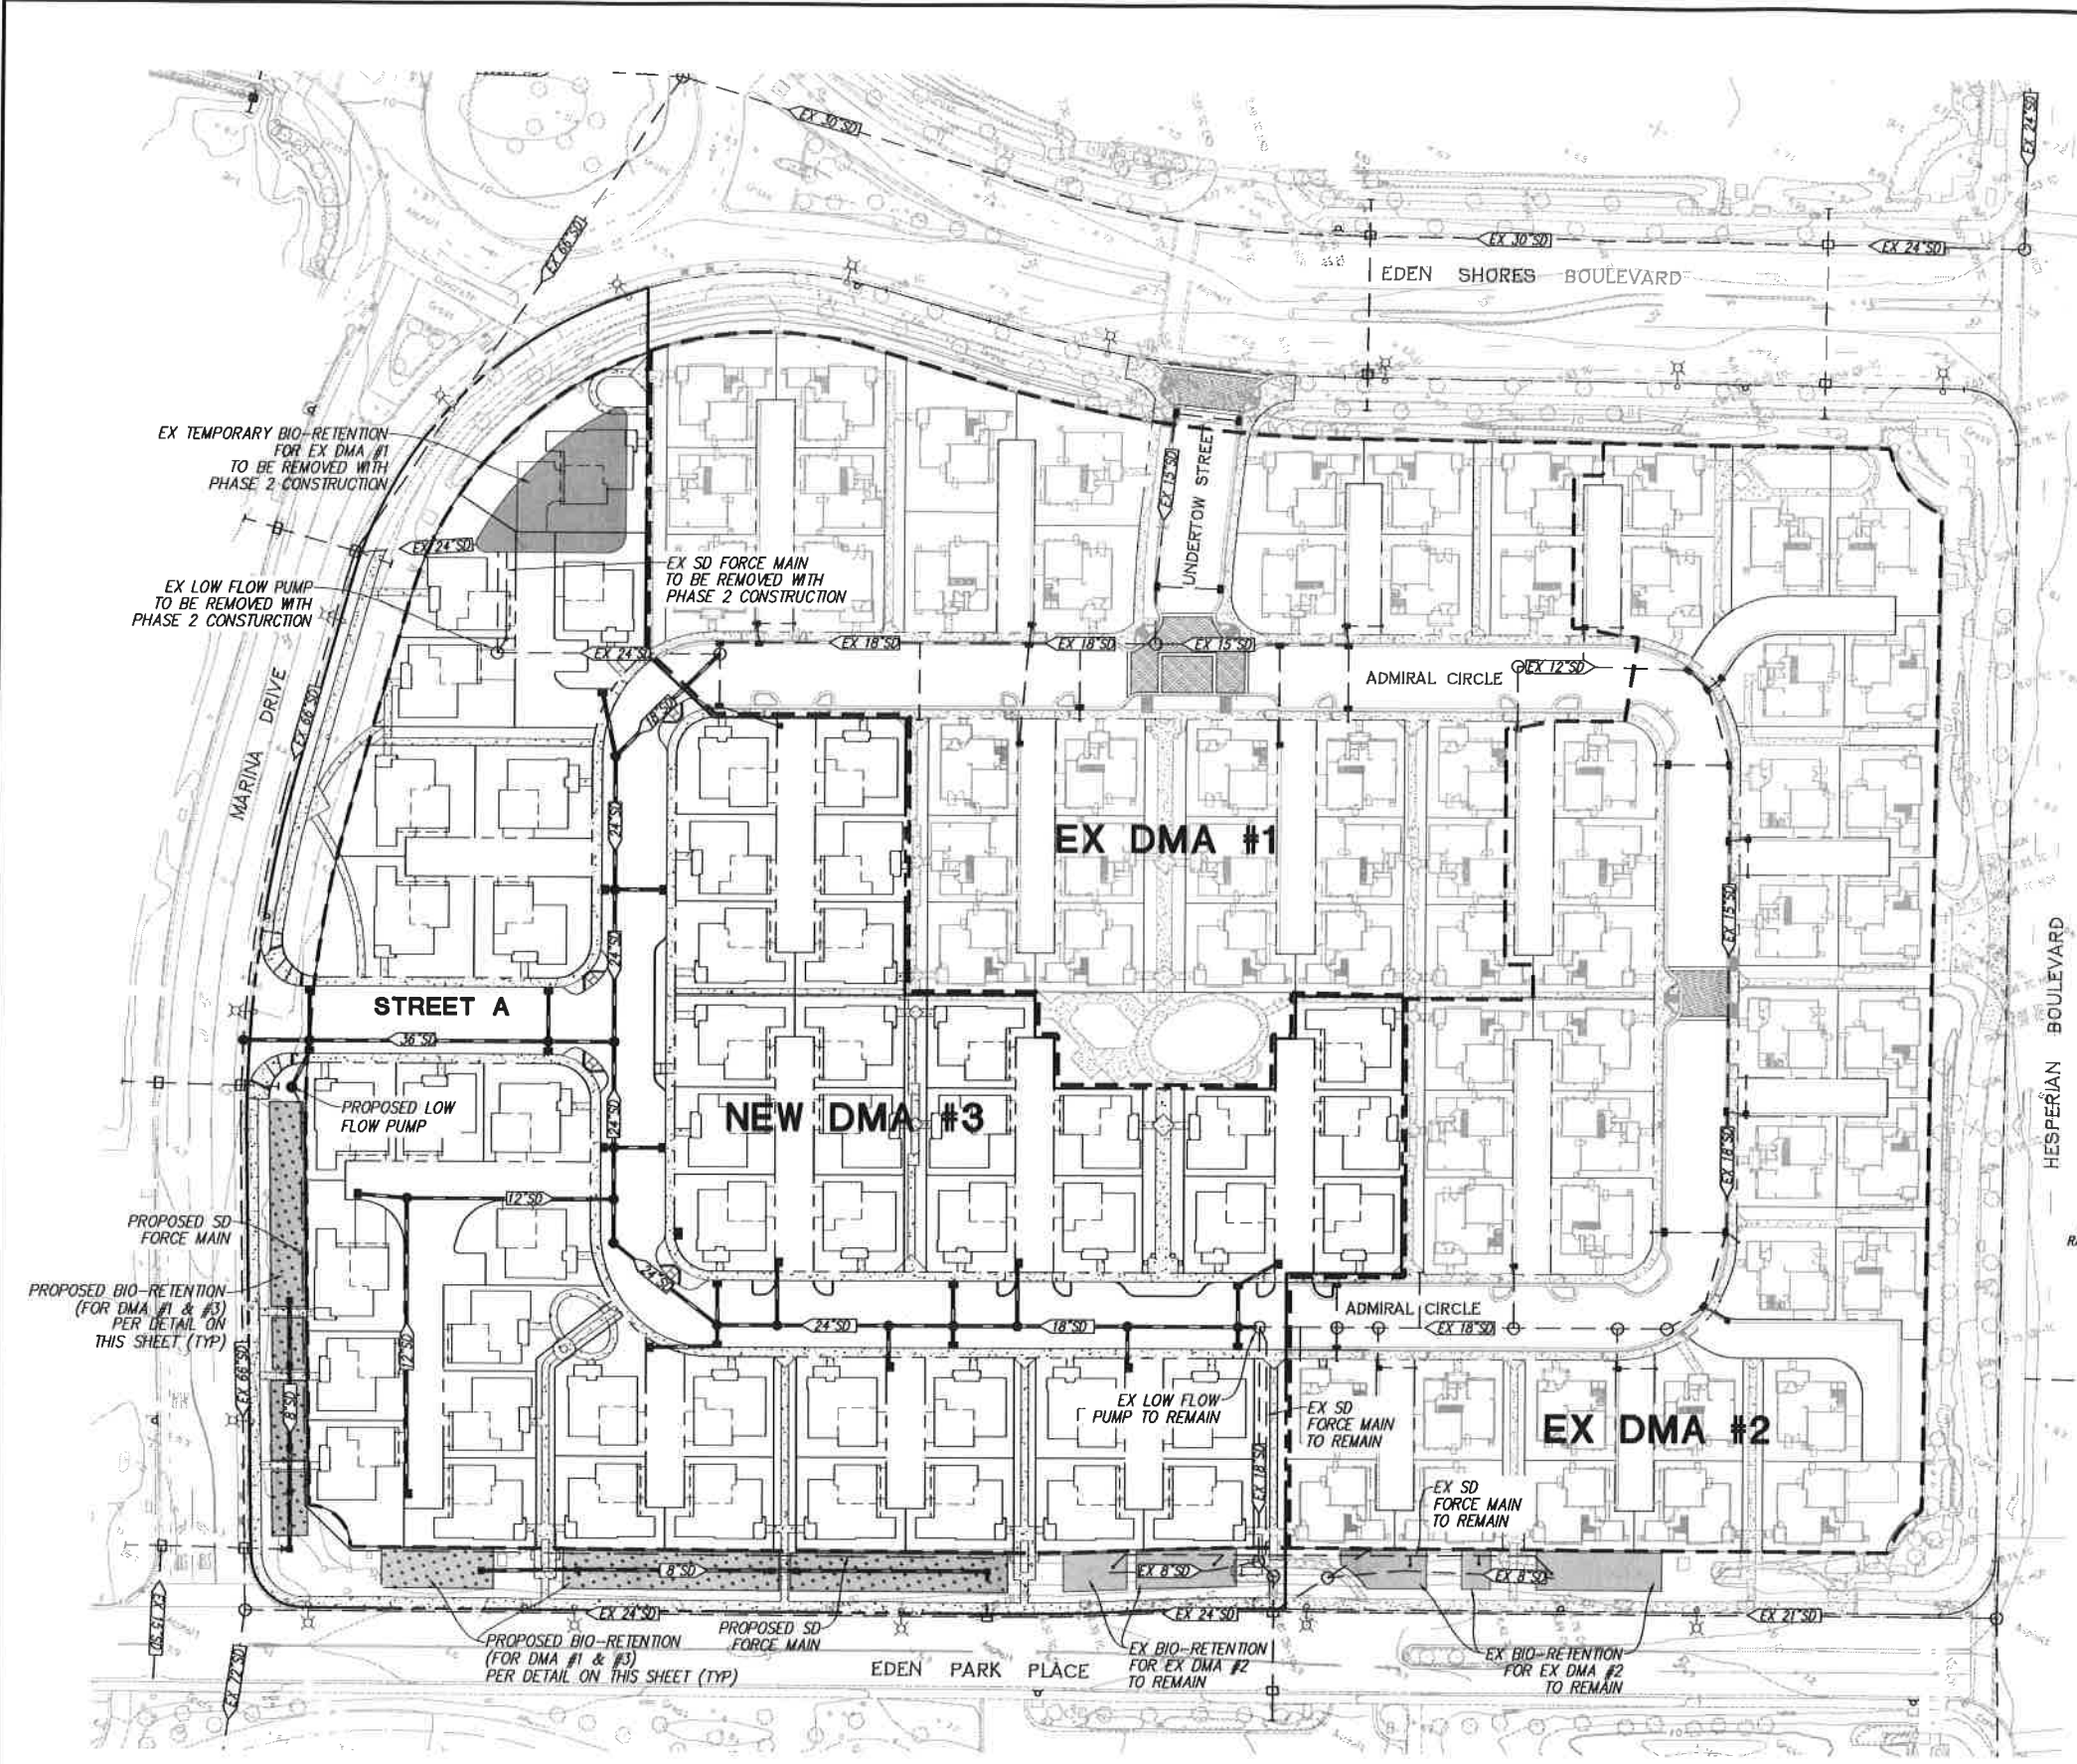 EX 30"SD
EX 24"SD
EX 66"SD
EX 30"SD
EX 24"SD
EDEN SHORES BOULEVARD
EX TEMPORARY BIO-RETENTION
FOR EX DMA #1
TO BE REMOVED WITH
PHASE 2 CONSTRUCTION
EX 15"SD
UNDERTOW STREET
EX 24"SD
EX SD FORCE MAIN
TO BE REMOVED WITH
PHASE 2 CONSTRUCTION
EX LOW FLOW PUMP
TO BE REMOVED WITH
PHASE 2 CONSTURCTION
EX 24"SD
EX 18"SD
EX 18"SD
EX 15"SD
ADMIRAL CIRCLE
EX 12"SD
MARINA DRIVE
EX 66"SD
18"SD
24"SD
EX DMA #1
EX 15"SD
24"SD
HESPERIAN BOULEVARD
STREET A
36"SD
PROPOSED LOW
FLOW PUMP
24"SD
NEW DMA #3
EX 18"SD
12"SD
PROPOSED SD
FORCE MAIN
24"SD
PROPOSED BIO-RETENTION
(FOR DMA #1 & #3)
PER DETAIL ON
THIS SHEET (TYP)
12"SD
24"SD
18"SD
ADMIRAL CIRCLE
EX 18"SD
EX 66"SD
8"SD
EX LOW FLOW
PUMP TO REMAIN
EX SD
FORCE MAIN
TO REMAIN
EX DMA #2
EX 18"SD
EX SD
FORCE MAIN
TO REMAIN
8"SD
EX 8"SD
EX 8"SD
EX 15"SD
EX 72"SD
EX 24"SD
EX 24"SD
EX 21"SD
PROPOSED BIO-RETENTION
(FOR DMA #1 & #3)
PER DETAIL ON THIS SHEET (TYP)
PROPOSED SD
FORCE MAIN
EDEN PARK PLACE
EX BIO-RETENTION
FOR EX DMA #2
TO REMAIN
EX BIO-RETENTION
FOR EX DMA #2
TO REMAIN